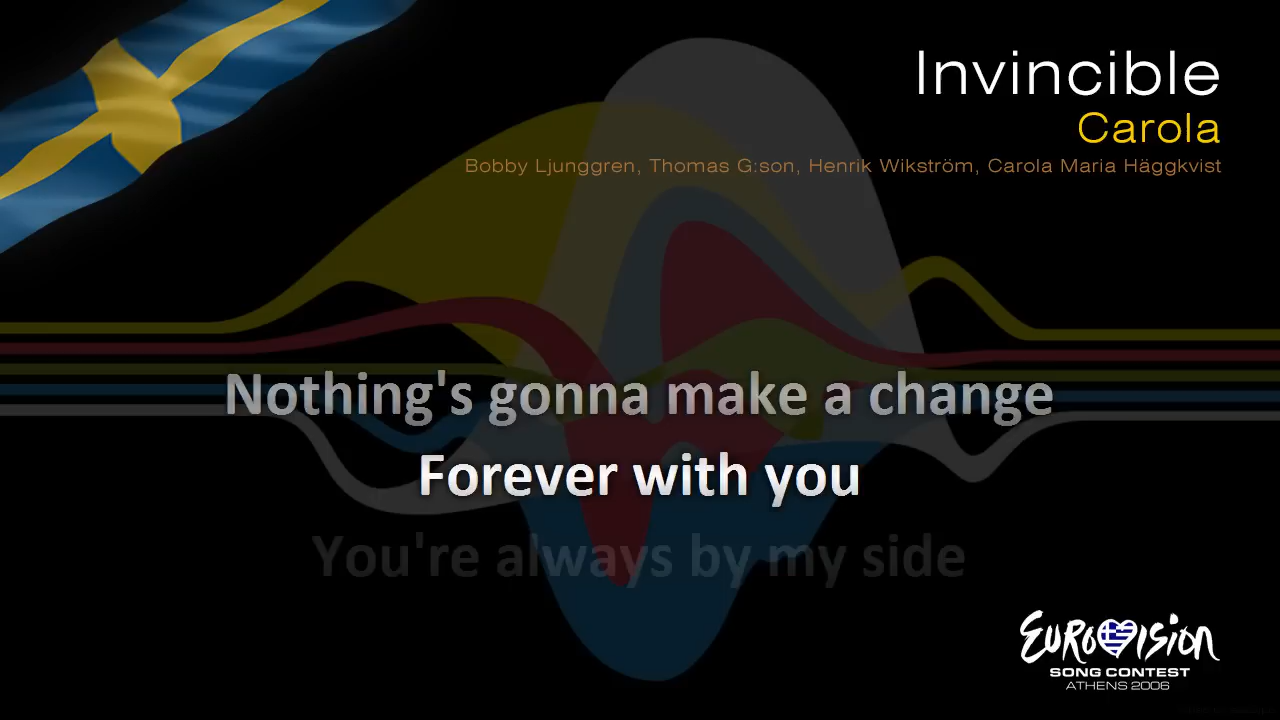 Invincible
Carola
Bobby Ljunggren, Thomas G:son, Henrik Wikström, Carola Maria Häggkvist
Nothing's gonna make a change
Forever with you
You're always by my side
EUROVISION
SONG CONTEST
ATHENS 2006